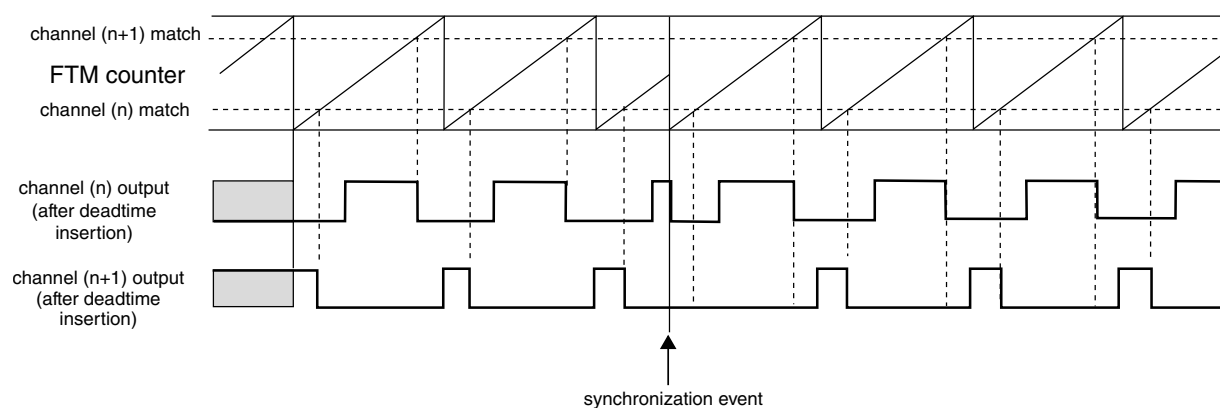 channel (n+1) match
FTM counter
channel (n) match
channel (n) output
(after deadtime
insertion)
channel (n+1) output
(after deadtime
insertion)
synchronization event